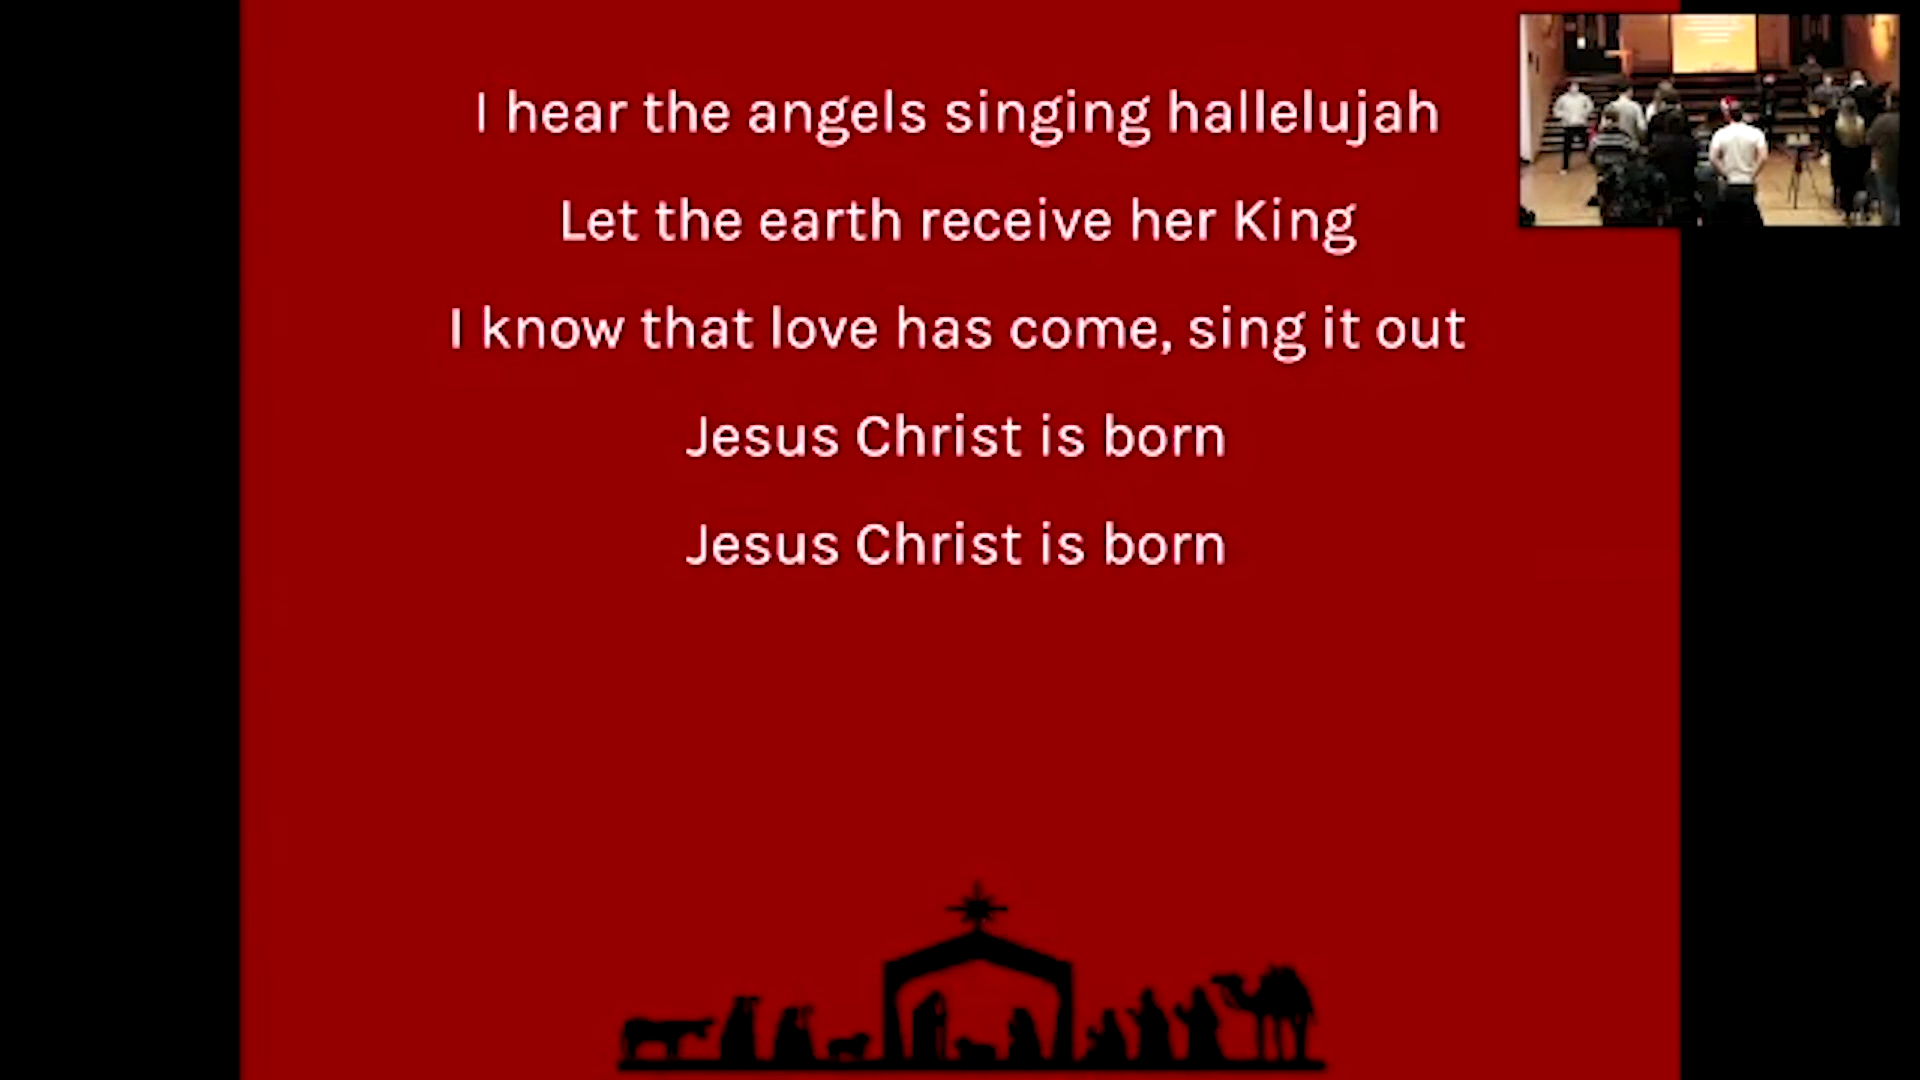 I hear the angels singing hallelujah
Let the earth receive her King
I know that love has come, sing it out
Jesus Christ is born
Jesus Christ is born